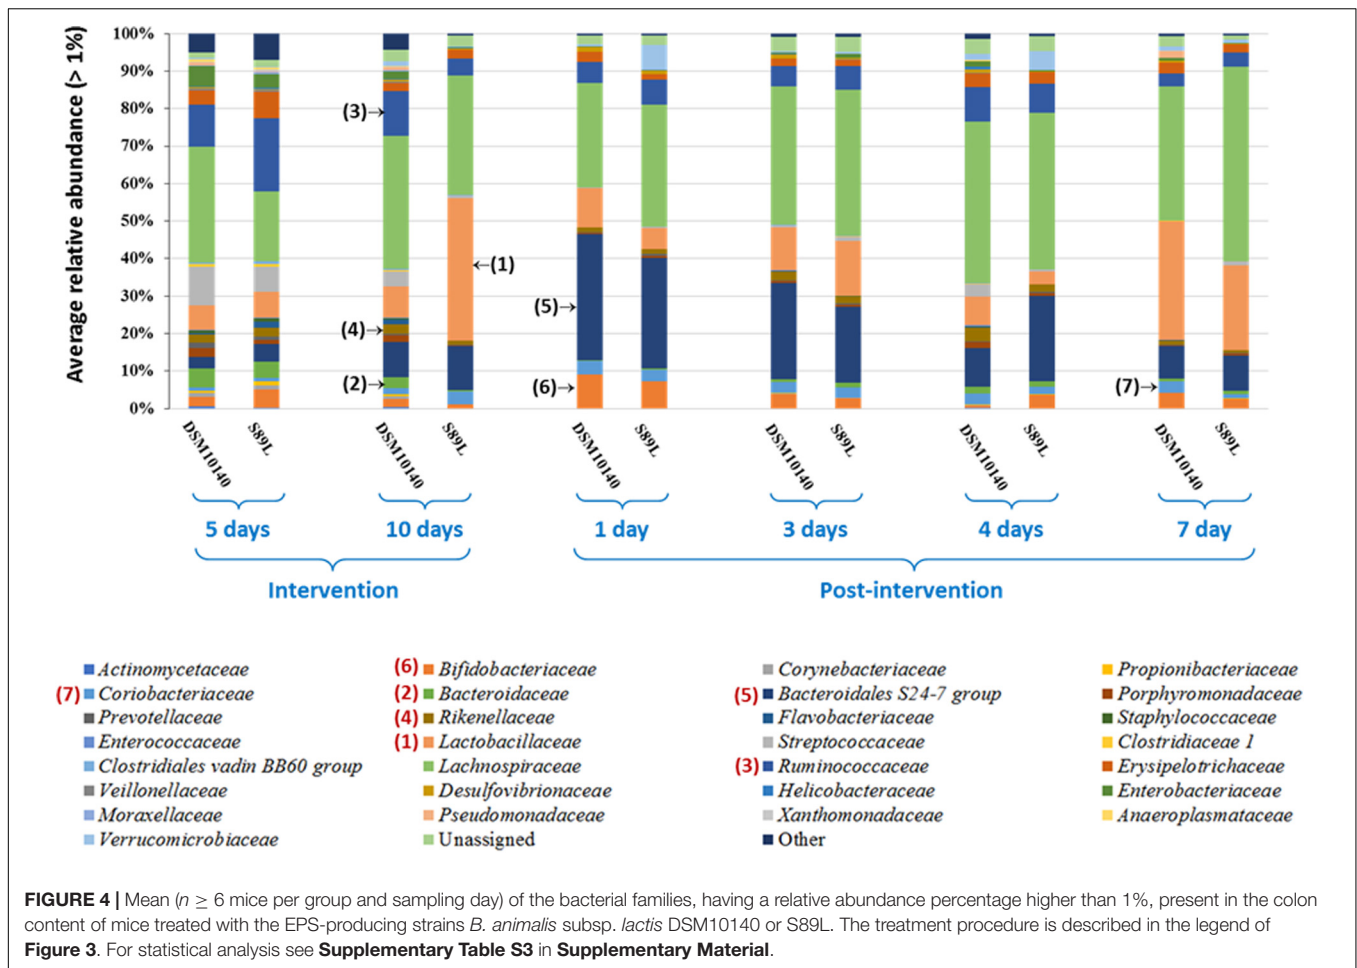 100%
90%
80%
70%
60%
50%
40%
30%
20%
10%
0%
Average relative abundance (> 1%)
(3)
(1)
(4)
(2)
(5)
(6)
(7)
DSM10140 S89L DSM10140 S89L DSM10140 S89L DSM10140 S89L DSM10140 S89L DSM10140 S89L
5 days 10 days 1 day 3 days 4 days 7 day
Intervention Post-intervention
Actinomycetaceae (6) Bifidobacteriaceae Corynebacteriaceae Propionibacteriaceae
(7) Coriobacteriaceae (2) Bacteroidaceae (5) Bacteroidales S24-7 group Porphyromonadaceae
Prevotellaceae (4) Rikenellaceae Flavobacteriaceae Staphylococcaceae
Enterococcaceae (1) Lactobacillaceae Streptococcaceae Clostridiaceae 1
Clostridiales vadin BB60 group Lachnospiraceae (3) Ruminococcaceae Erysipelotrichaceae
Veillonellaceae Desulfovibrionaceae Helicobacteraceae Enterobacteriaceae
Moraxellaceae Pseudomonadaceae Xanthomonadaceae Anaeroplasmataceae
Verrucomicrobiaceae Unassigned Other
FIGURE 4 | Mean (n ≥ 6 mice per group and sampling day) of the bacterial families, having a relative abundance percentage higher than 1%, present in the colon
content of mice treated with the EPS-producing strains B. animalis subsp. lactis DSM10140 or S89L. The treatment procedure is described in the legend of
Figure 3. For statistical analysis see Supplementary Table S3 in Supplementary Material.